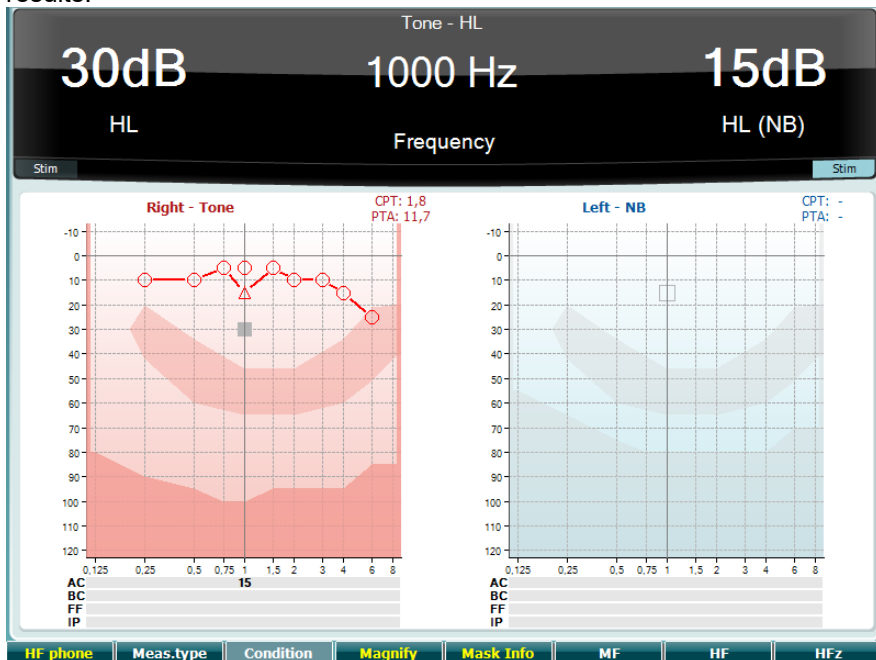 results.
Tone - HL
30dB 1000 Hz 15dB
HL Frequency HL (NB)
Stim Stim
Right - Tone CPT: 1,8
PTA: 11,7
-10
0
10
20
30
40
50
60
70
80
90
100
110
120
0,125 0,25 0,5 0,75 1 1,5 2 3 4 6 8
AC 15
BC
FF
IP
Left - NB CPT: -
PTA: -
-10
0
10
20
30
40
50
60
70
80
90
100
110
120
0,125 0,25 0,5 0,75 1 1,5 2 3 4 6 8
AC
BC
FF
IP
HF phone Meas.type Condition Magnify Mask Info MF HF HFz